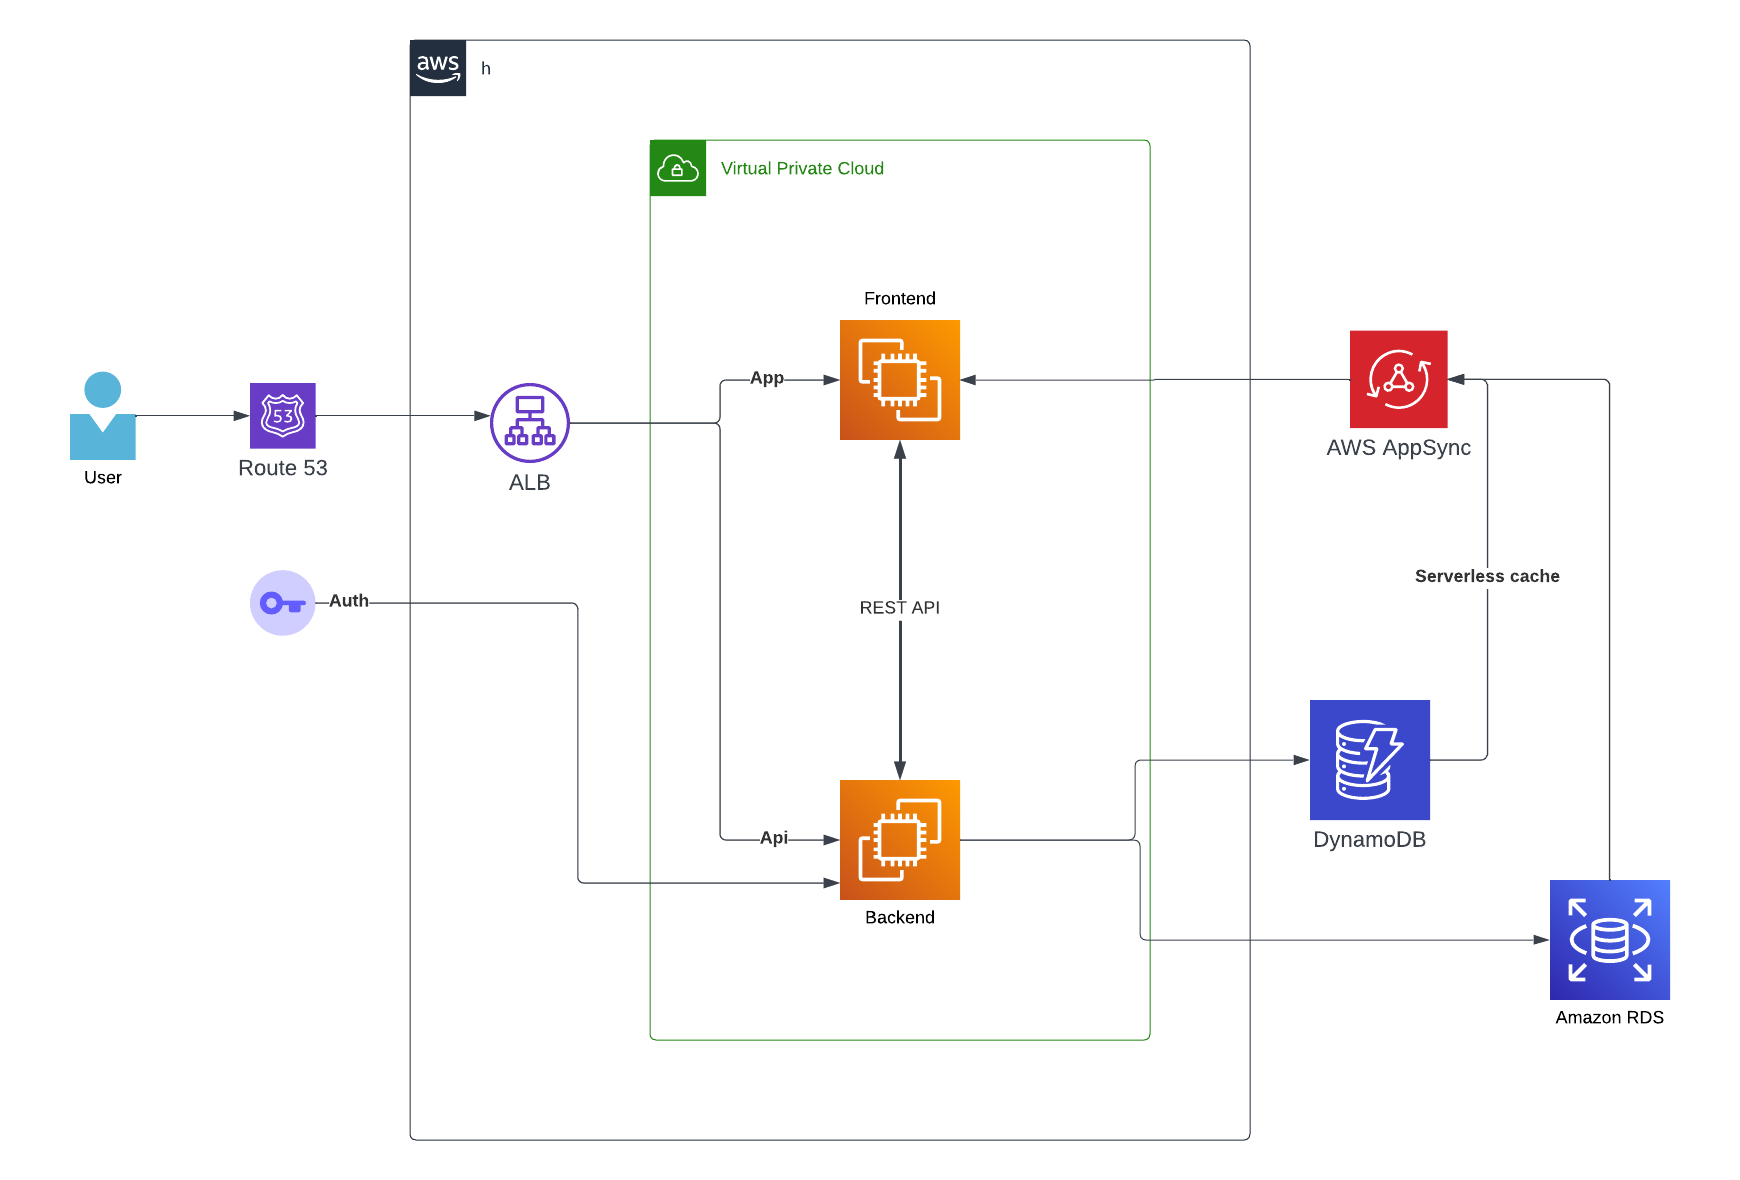 aws
h
Virtual Private Cloud
Frontend
App
53
User
Route 53
ALB
AWS AppSync
Auth
REST API
Serverless cache
Api
DynamoDB
Backend
Amazon RDS